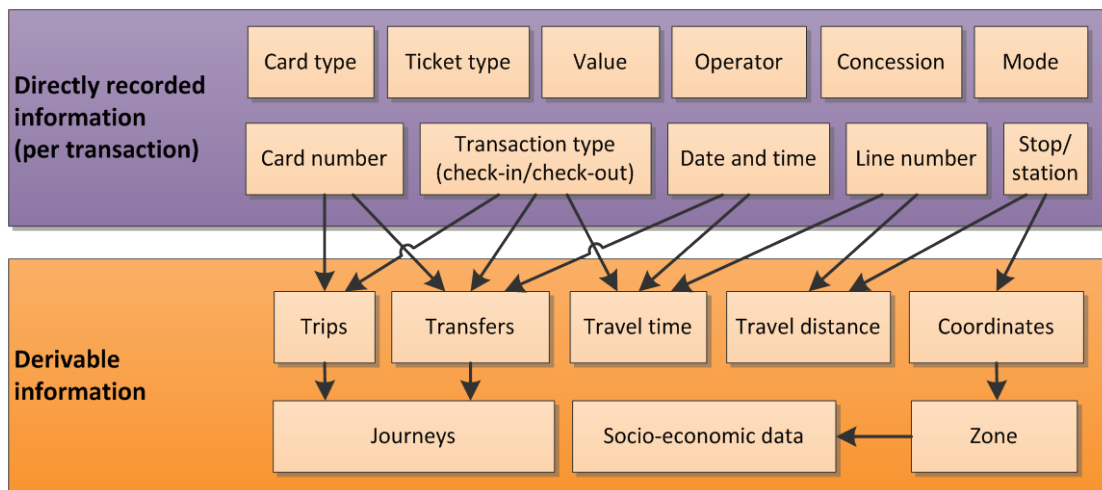 Directly recorded
information
(per transaction)
Card type
Ticket type
Value
Operator
Concession
Mode
Card number
Transaction type
(check-in/check-out)
Date and time
Line number
Stop/
station
Derivable
information
Trips
Transfers
Travel time
Travel distance
Coordinates
Journeys
Socio-economic data
Zone